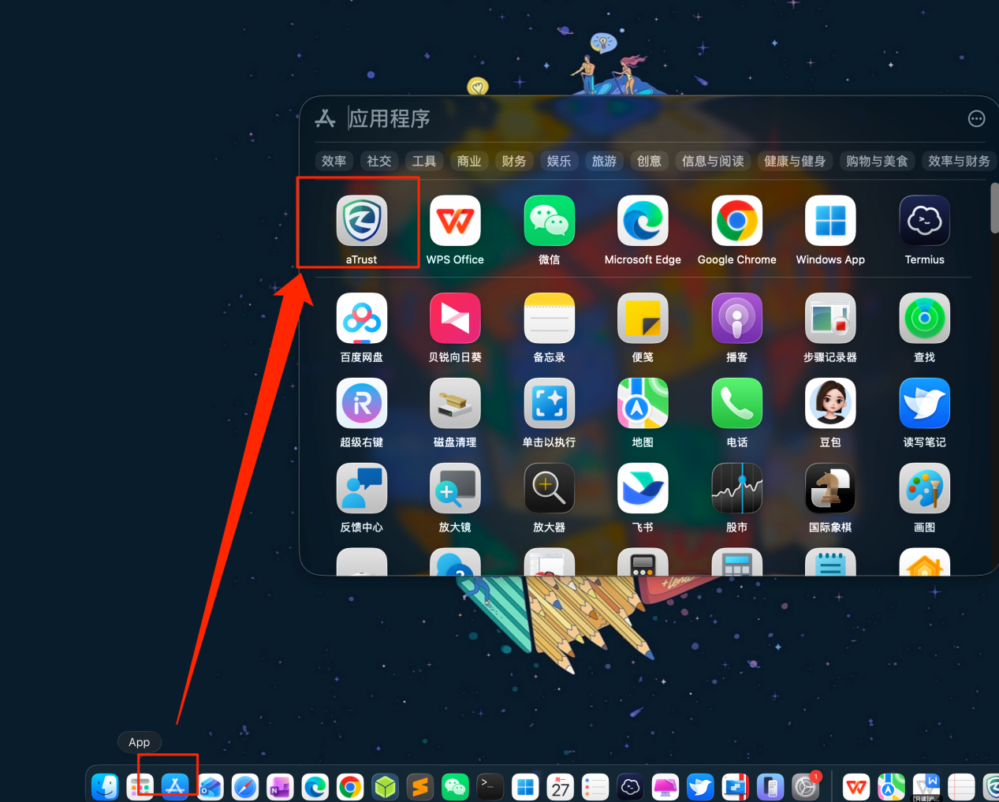 应用程序
效率 社交 工具 商业 财务 娱乐 旅游 创意 信息与阅读 健康与健身 购物与美食 效率与财务
aTrust WPS Office 微信 Microsoft Edge Google Chrome Windows App Termius
百度网盘 贝锐向日葵 备忘录 便笺 播客 步骤记录器 查找
超级右键 磁盘清理 单击以执行 地图 电话 豆包 读写笔记
反馈中心 放大镜 放大器 飞书 股市 国际象棋 画图
App
周一
27
1